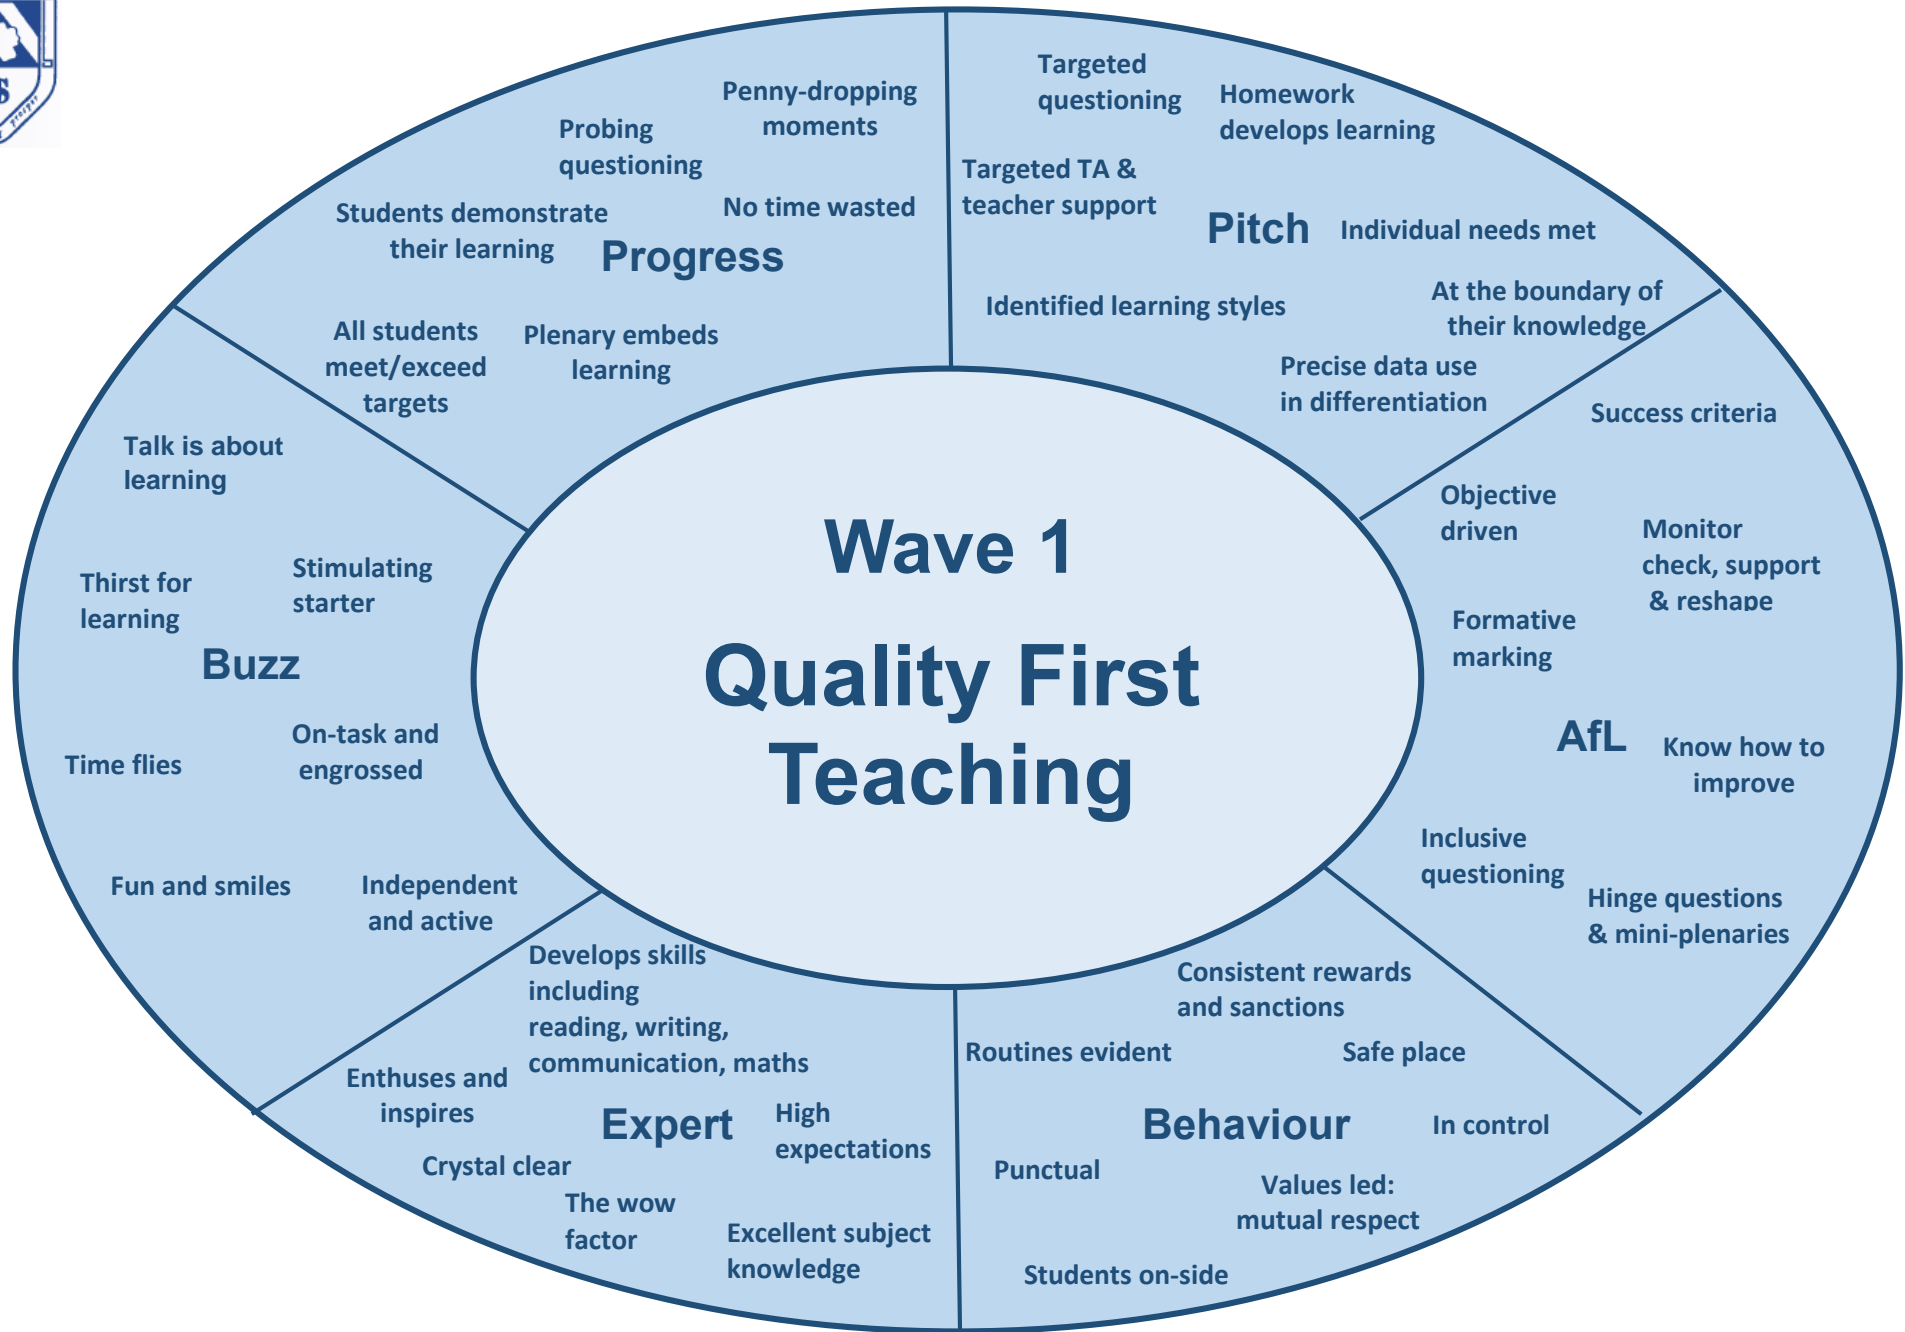 Penny-dropping
moments
Probing
questioning
No time wasted
Students demonstrate
their learning
Progress
All students
meet/exceed
targets
Plenary embeds
learning
Targeted
questioning
Homework
develops learning
Targeted TA &
teacher support
Pitch
Individual needs met
Identified learning styles
At the boundary of
their knowledge
Precise data use
in differentiation
Success criteria
Objective
driven
Monitor
check, support
& reshape
Formative
marking
AfL
Know how to
improve
Inclusive
questioning
Hinge questions
& mini-plenaries
Consistent rewards
and sanctions
Routines evident
Safe place
Behaviour
In control
Punctual
Values led:
mutual respect
Students on-side
Develops skills
including
reading, writing,
communication, maths
Enthuses and
inspires
Expert
High
expectations
Crystal clear
The wow
factor
Excellent subject
knowledge
Talk is about
learning
Thirst for
learning
Stimulating
starter
Buzz
Time flies
On-task and
engrossed
Fun and smiles
Independent
and active
Wave 1
Quality First
Teaching